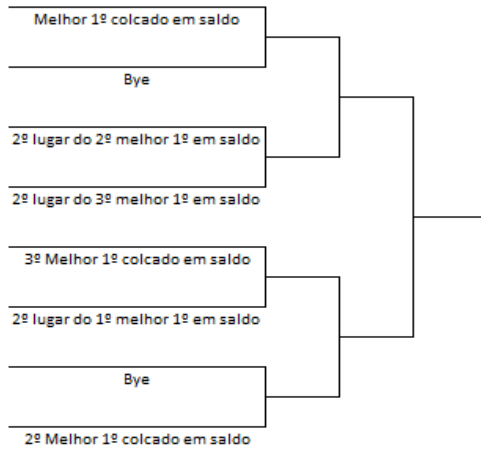 Melhor 1º colcado em saldo
Bye
2º lugar do 2º melhor 1º em saldo
2º lugar do 3º melhor 1º em saldo
3º Melhor 1º colcado em saldo
2º lugar do 1º melhor 1º em saldo
Bye
2º Melhor 1º colcado em saldo